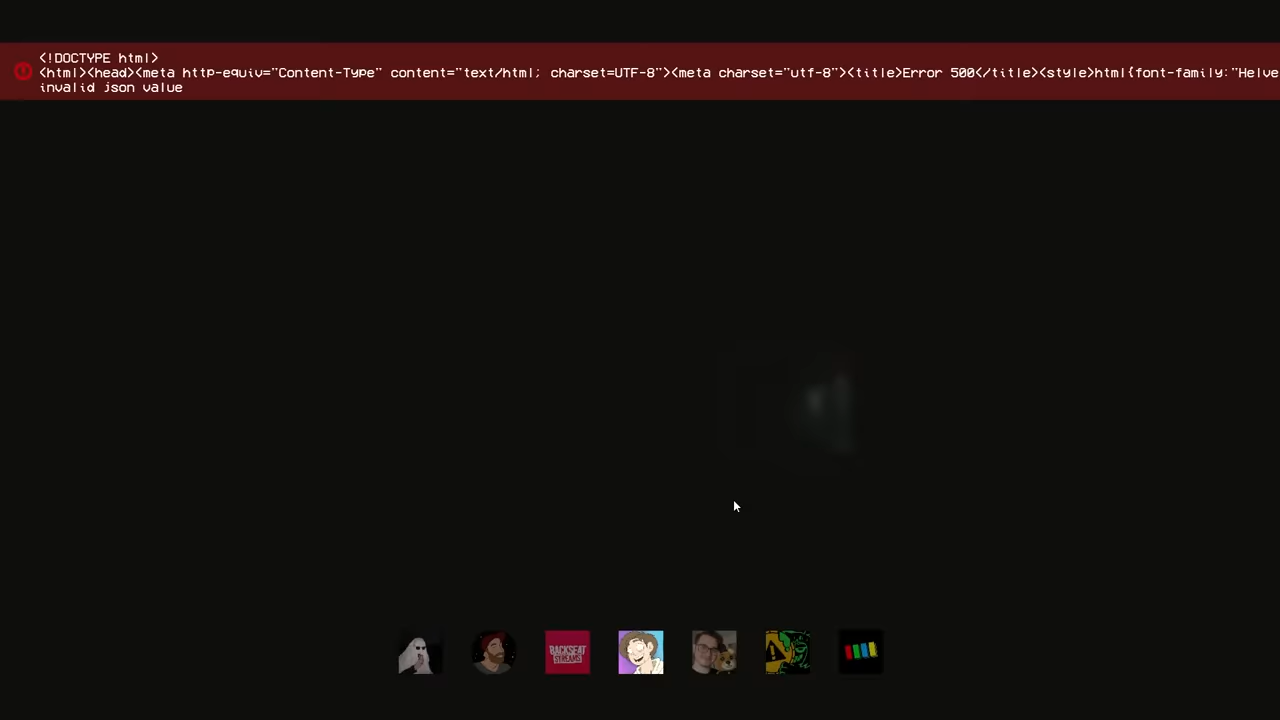 <!DOCTYPE html>
<html><head><meta http-equiv="Content-Type" content="text/html; charset=UTF-8"><meta charset="utf-8"><title>Error 500</title><style>html{font-family:"Helve
invalid json value
BACKSEAT
STREAMS